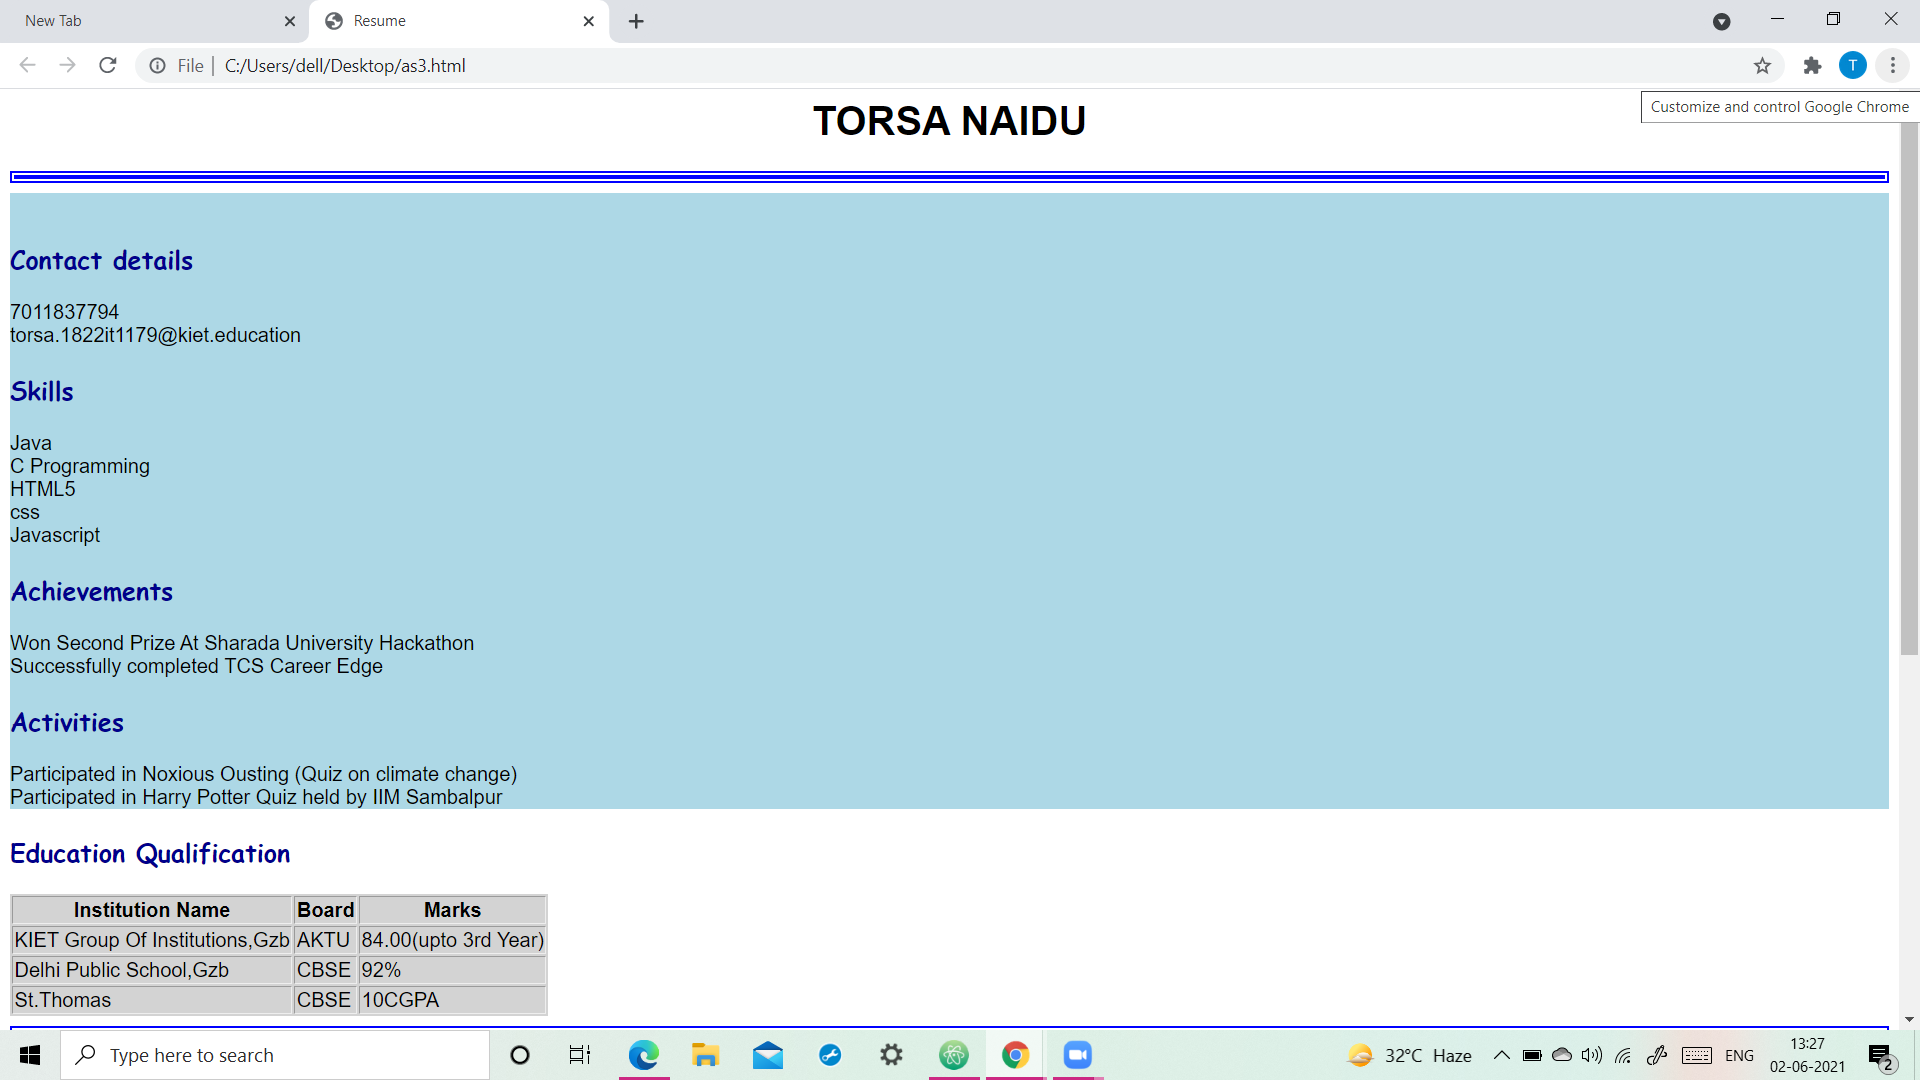 New Tab
Resume
File
C:/Users/dell/Desktop/as3.html
T
Customize and control Google Chrome
TORSA NAIDU
Contact details
7011837794
torsa.1822it1179@kiet.education
Skills
Java
C Programming
HTML5
css
Javascript
Achievements
Won Second Prize At Sharada University Hackathon
Successfully completed TCS Career Edge
Activities
Participated in Noxious Ousting (Quiz on climate change)
Participated in Harry Potter Quiz held by IIM Sambalpur
Education Qualification
Institution Name Board Marks
KIET Group Of Institutions,Gzb AKTU 84.00(upto 3rd Year)
Delhi Public School,Gzb CBSE 92%
St.Thomas CBSE 10CGPA
Type here to search
32°C Haze
ENG
13:27
02-06-2021
2